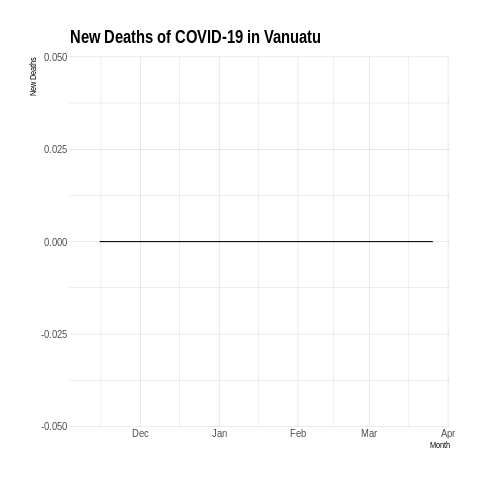 New Deaths of COVID-19 in Vanuatu
New Deaths
0.050
0.025
0.000
-0.025
-0.050
Dec Jan Feb Mar Apr
Month